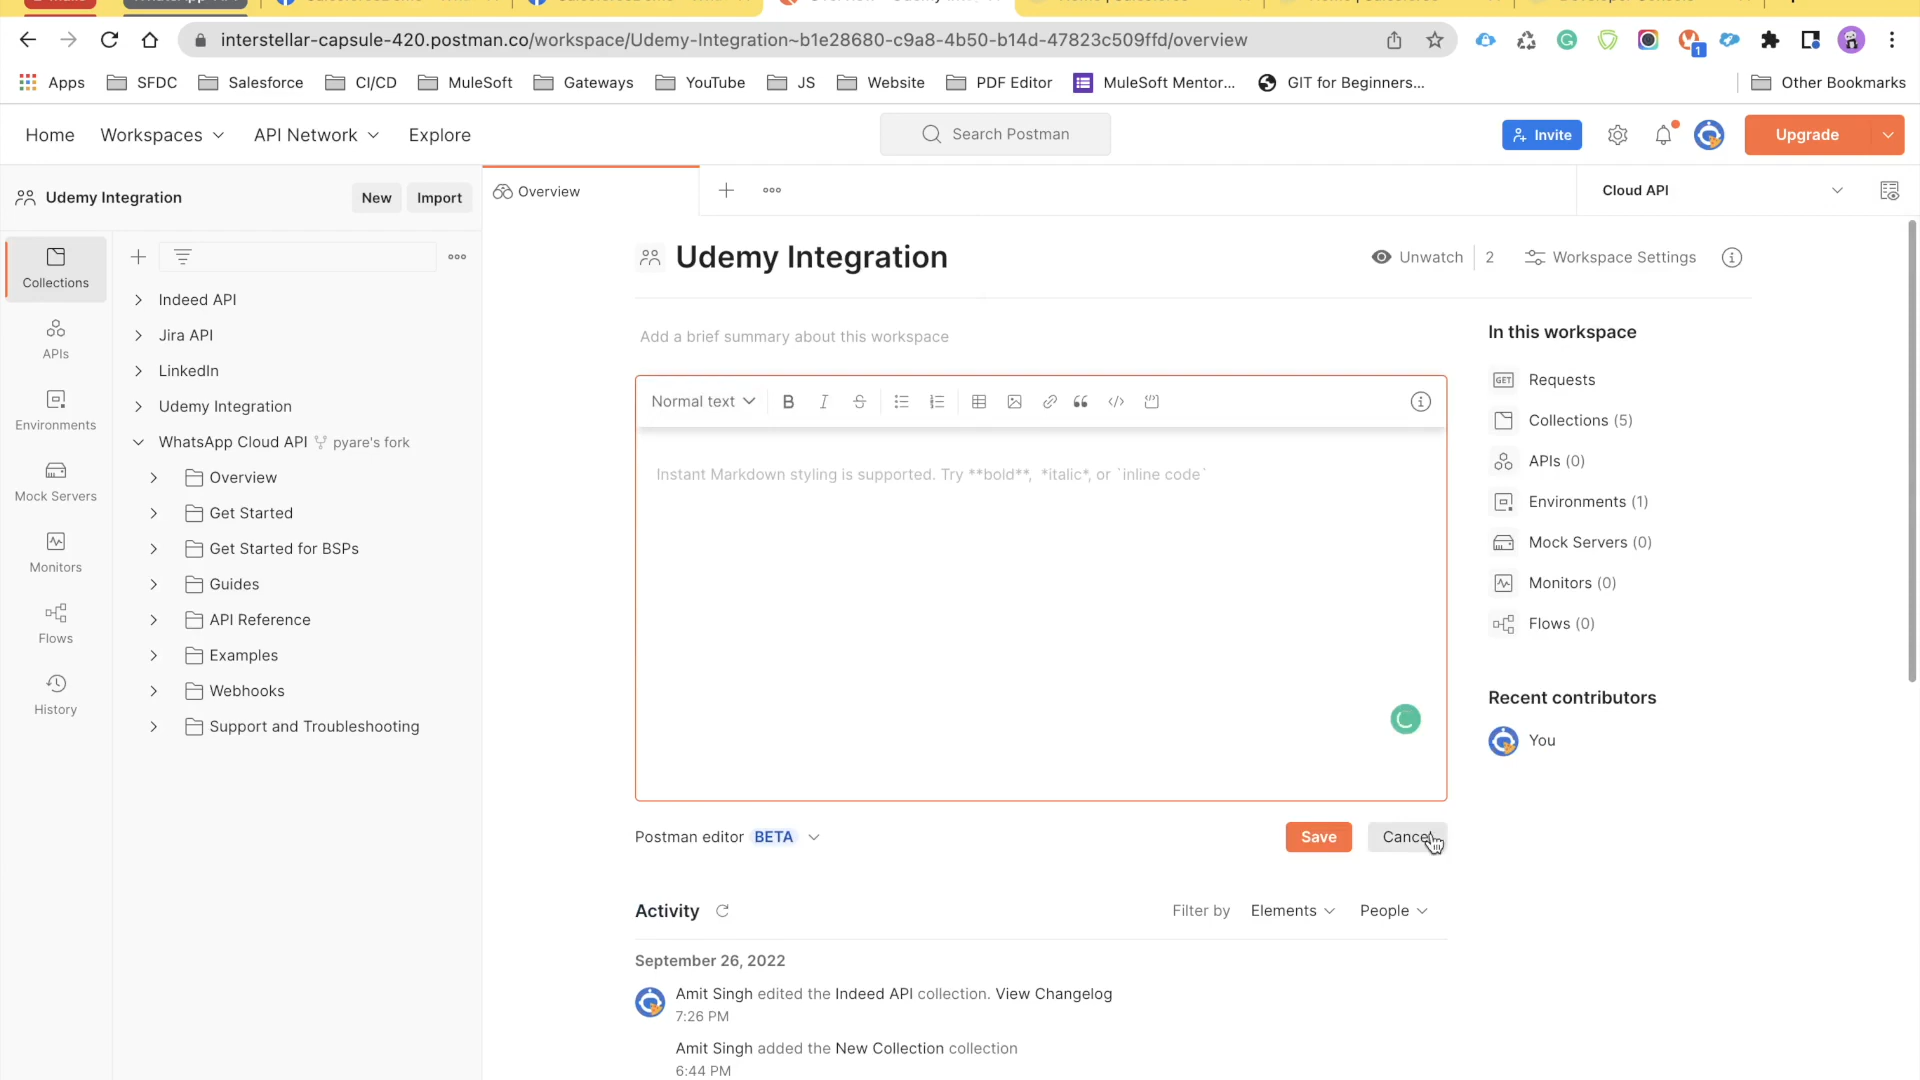 interstellar-capsule-420.postman.co/workspace/Udemy-Integration~b1e28680-c9a8-4b50-b14d-47823c509ffd/overview
1
Apps SFDC Salesforce CI/CD MuleSoft Gateways YouTube JS Website PDF Editor MuleSoft Mentor... GIT for Beginners... Other Bookmarks
Home Workspaces API Network Explore Search Postman Invite Upgrade
Udemy Integration New Import Overview Cloud API
Collections
APIs
Environments
Mock Servers
Monitors
Flows
History
Indeed API
Jira API
LinkedIn
Udemy Integration
WhatsApp Cloud API pyare's fork
Overview
Get Started
Get Started for BSPs
Guides
API Reference
Examples
Webhooks
Support and Troubleshooting
Udemy Integration
Unwatch 2 Workspace Settings
Add a brief summary about this workspace
Normal text
Instant Markdown styling is supported. Try **bold**, *italic*, or `inline code`
Postman editor BETA
Save Cancel
Activity
Filter by Elements People
September 26, 2022
Amit Singh edited the Indeed API collection. View Changelog
7:26 PM
Amit Singh added the New Collection collection
6:44 PM
In this workspace
GET Requests
Collections (5)
APIs (0)
Environments (1)
Mock Servers (0)
Monitors (0)
Flows (0)
Recent contributors
You